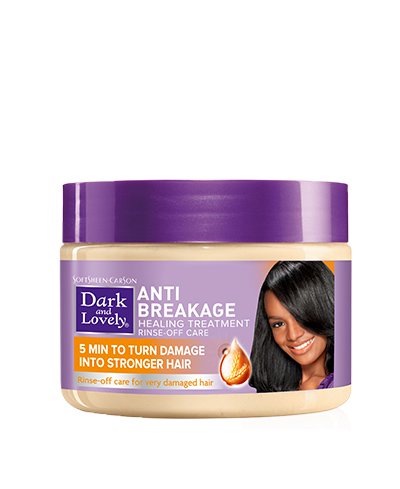 SOFTSHEEN CARSON
Dark
and
Lovely®
ANTI
BREAKAGE
HEALING TREATMENT
RINSE-OFF CARE
5 MIN TO TURN DAMAGE
INTO STRONGER HAIR
Rinse-off care for very damaged hair